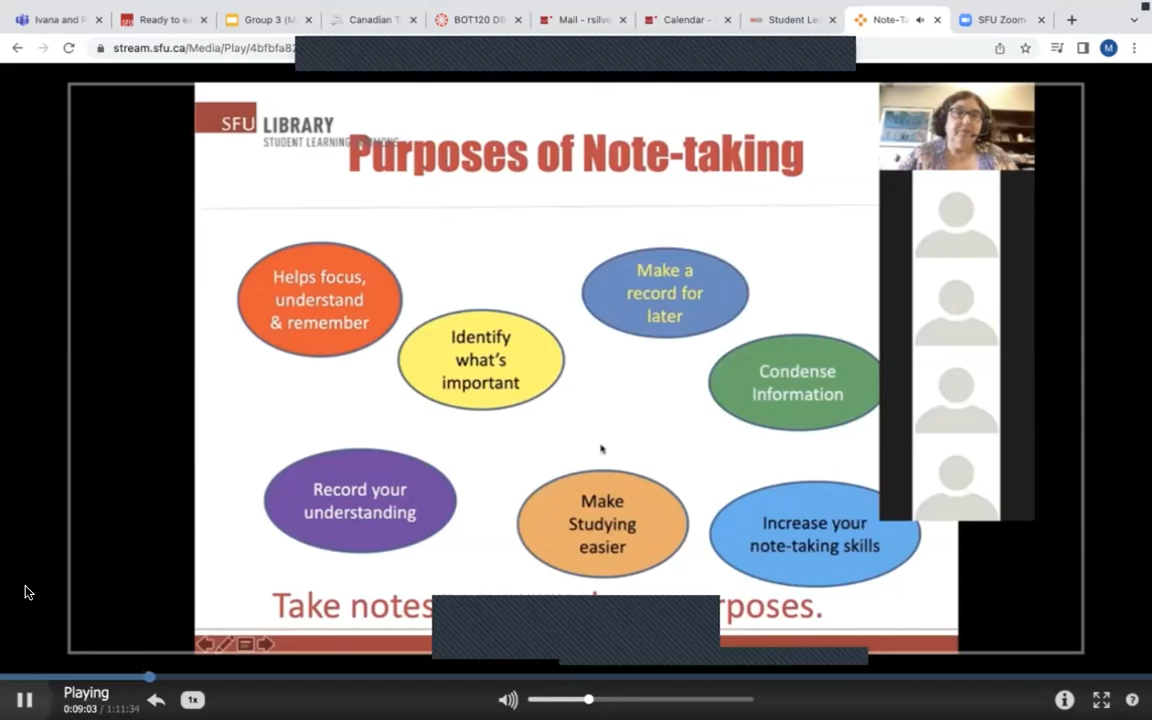 Ivana and P
Ready to e
Group 3 (M
Canadian T
BOT120 D
Mail - rsilve
Calendar -
Student Le
Note-Ta
SFU Zoom
stream.sfu.ca/Media/Play/4bfbfa82
M
SFU LIBRARY
STUDENT LEARNING COMMONS
Purposes of Note-taking
Helps focus,
understand
& remember
Make a
record for
later
Identify
what's
important
Condense
Information
Record your
understanding
Make
Studying
easier
Increase your
note-taking skills
Take notes
rposes.
Playing
0:09:03 / 1:11:34
1x